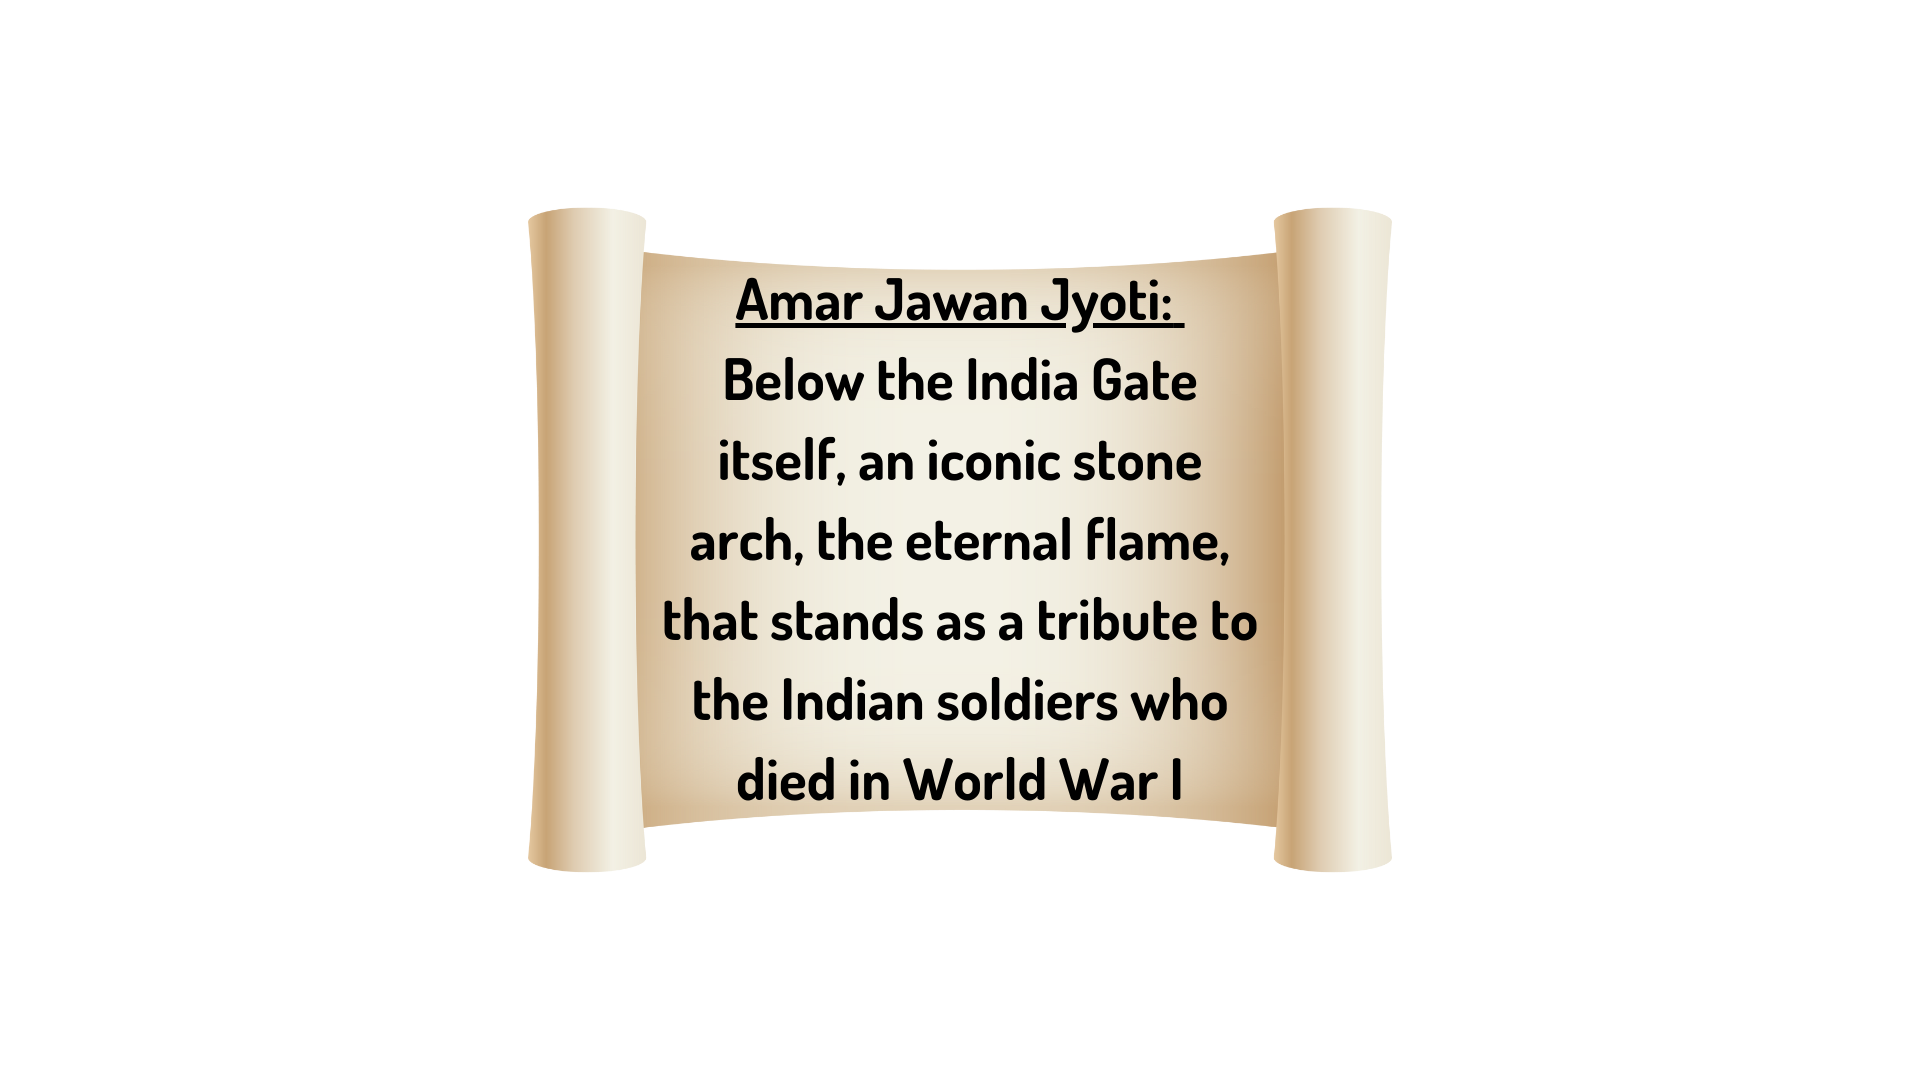 Amar Jawan Jyoti:
Below the India Gate
itself, an iconic stone
arch, the eternal flame,
that stands as a tribute to
the Indian soldiers who
died in World War I